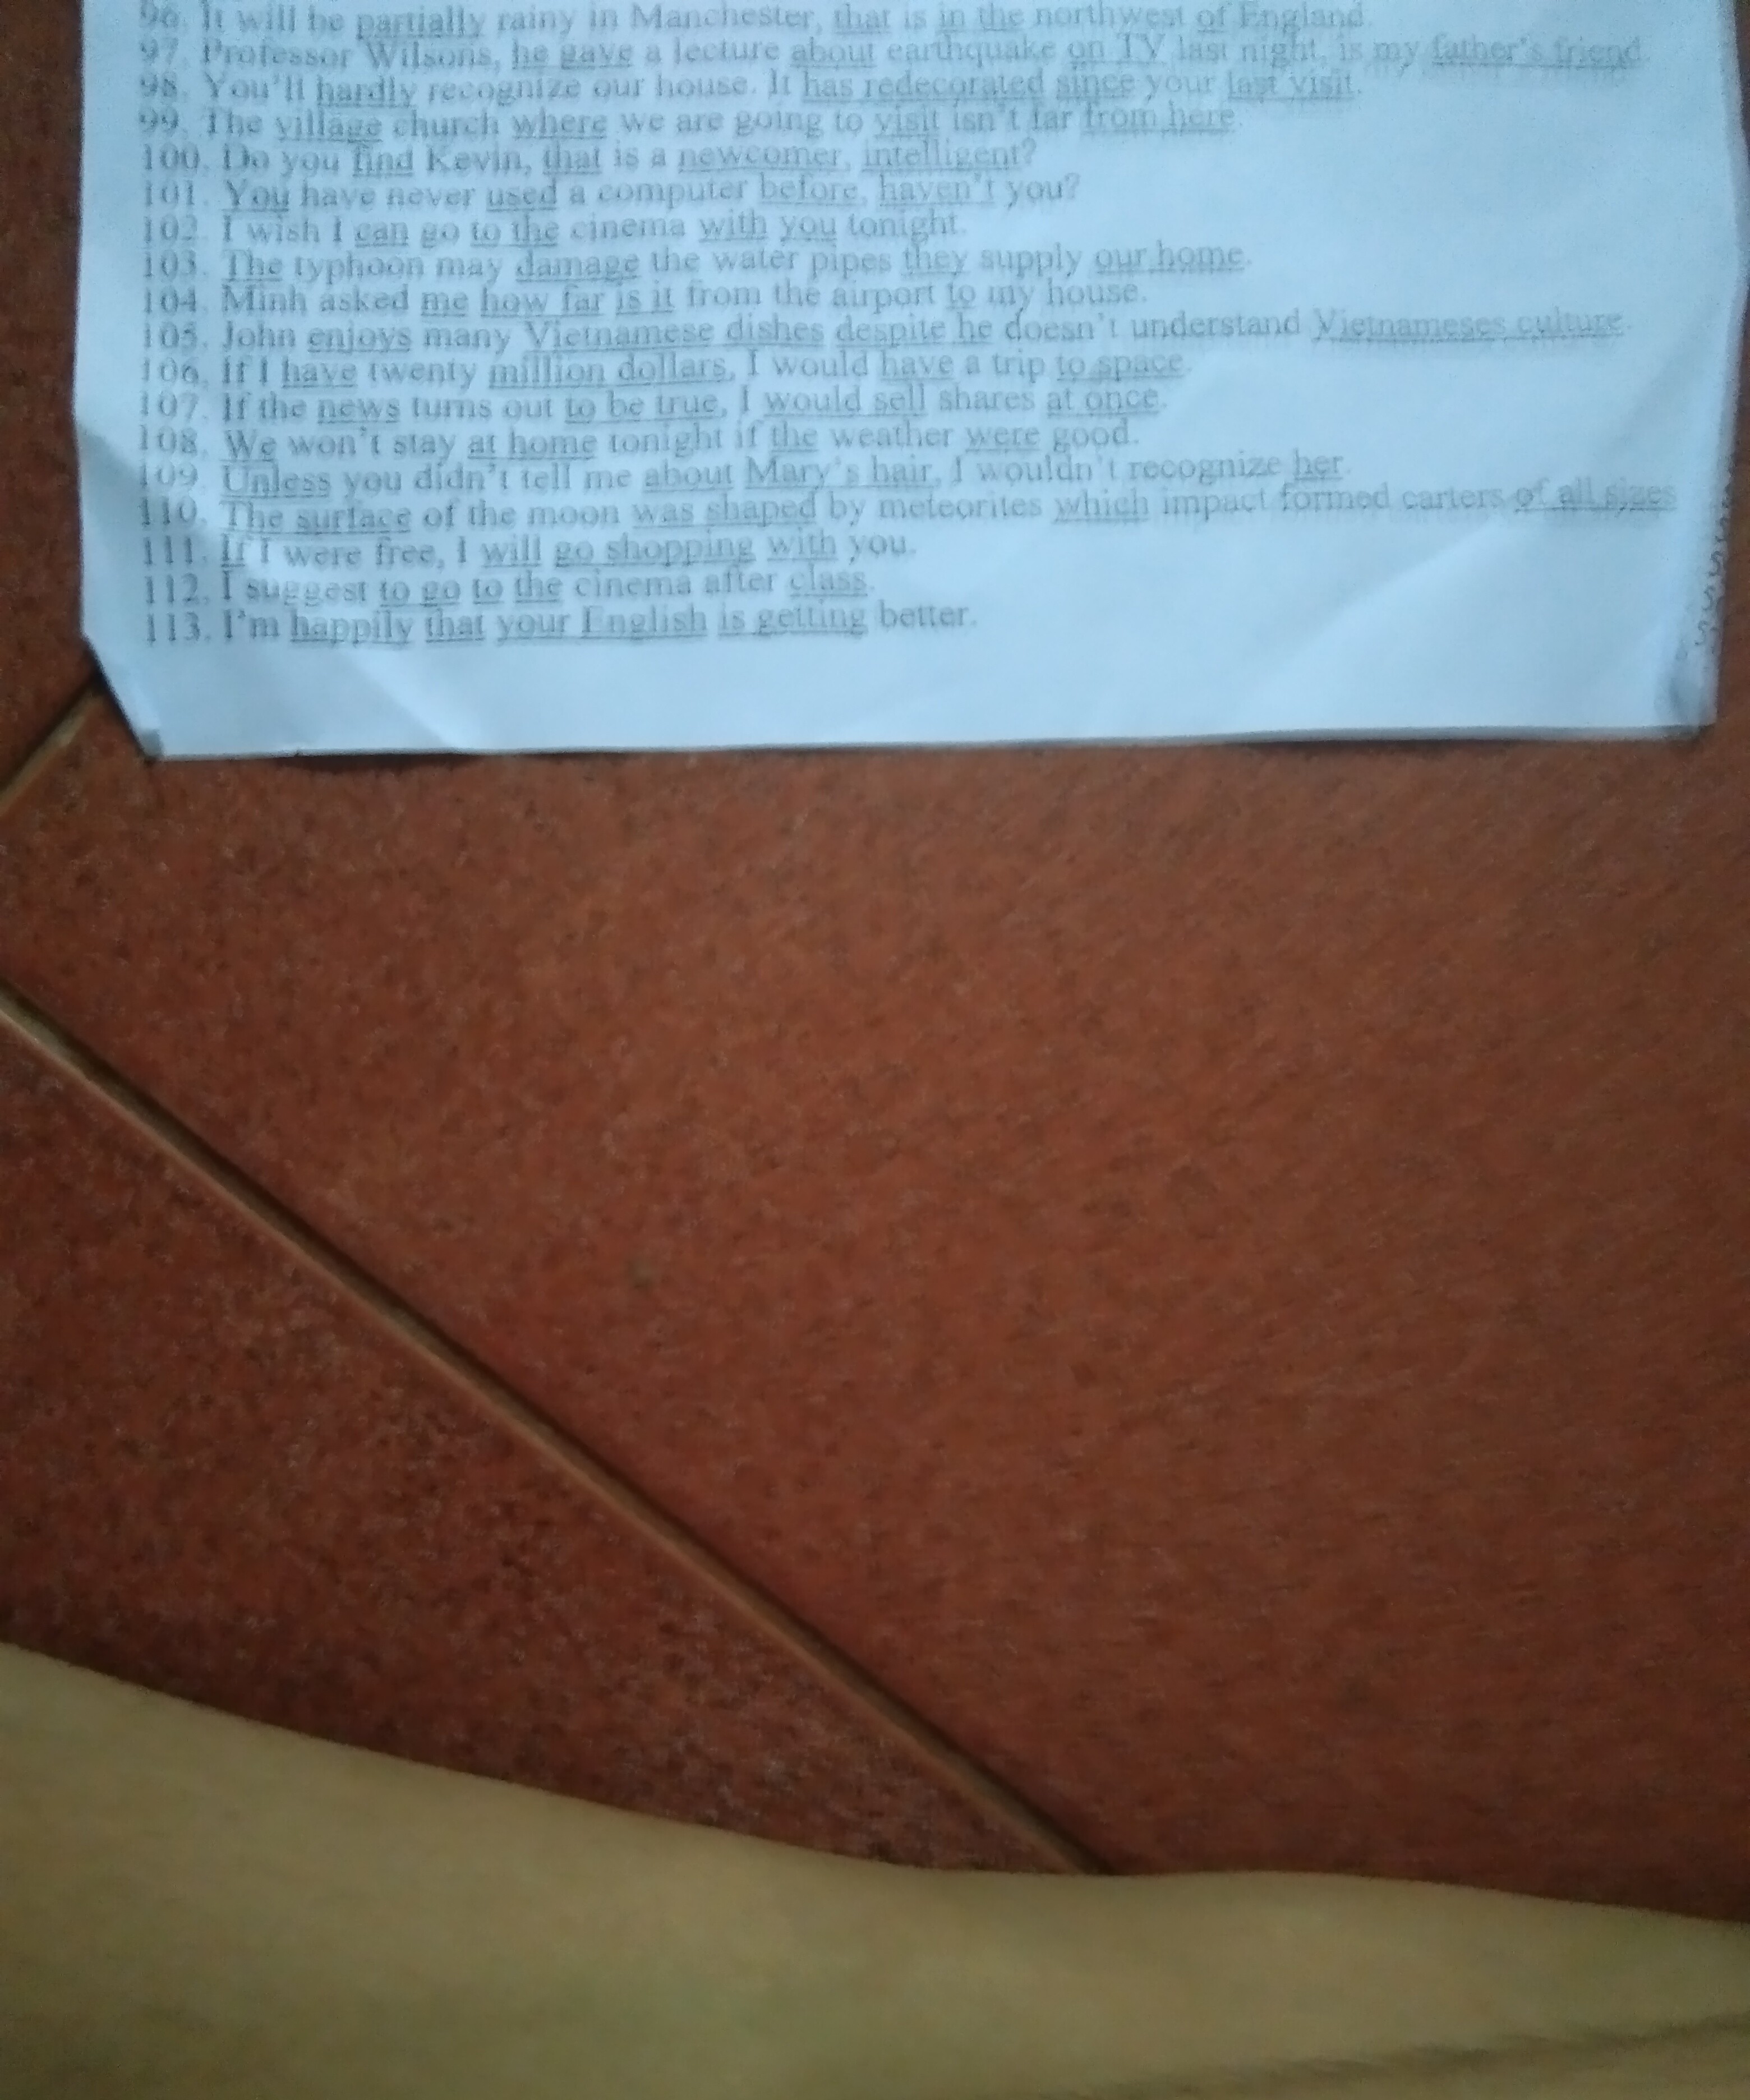 96. It will be partially rainy in Manchester, that is in the northwest of England.
97. Professor Wilsons, he gave a lecture about earthquake on TV last night, is my father's friend.
98. You'll hardly recognize our house. It has redecorated since your last visit.
99. The village church where we are going to visit isn't far from here.
100. Do you find Kevin, that is a newcomer, intelligent?
101. You have never used a computer before, haven't you?
102. I wish I can go to the cinema with you tonight.
103. The typhoon may damage the water pipes they supply our home.
104. Minh asked me how far is it from the airport to my house.
105. John enjoys many Vietnamese dishes despite he doesn't understand Vietnameses culture.
106. If I have twenty million dollars, I would have a trip to space.
107. If the news turns out to be true, I would sell shares at once.
108. We won't stay at home tonight if the weather were good.
109. Unless you didn't tell me about Mary's hair, I wouldn't recognize her.
110. The surface of the moon was shaped by meteorites which impact formed carters of all sizes
111. If I were free, I will go shopping with you.
112. I suggest to go to the cinema after class.
113. I'm happily that your English is getting better.